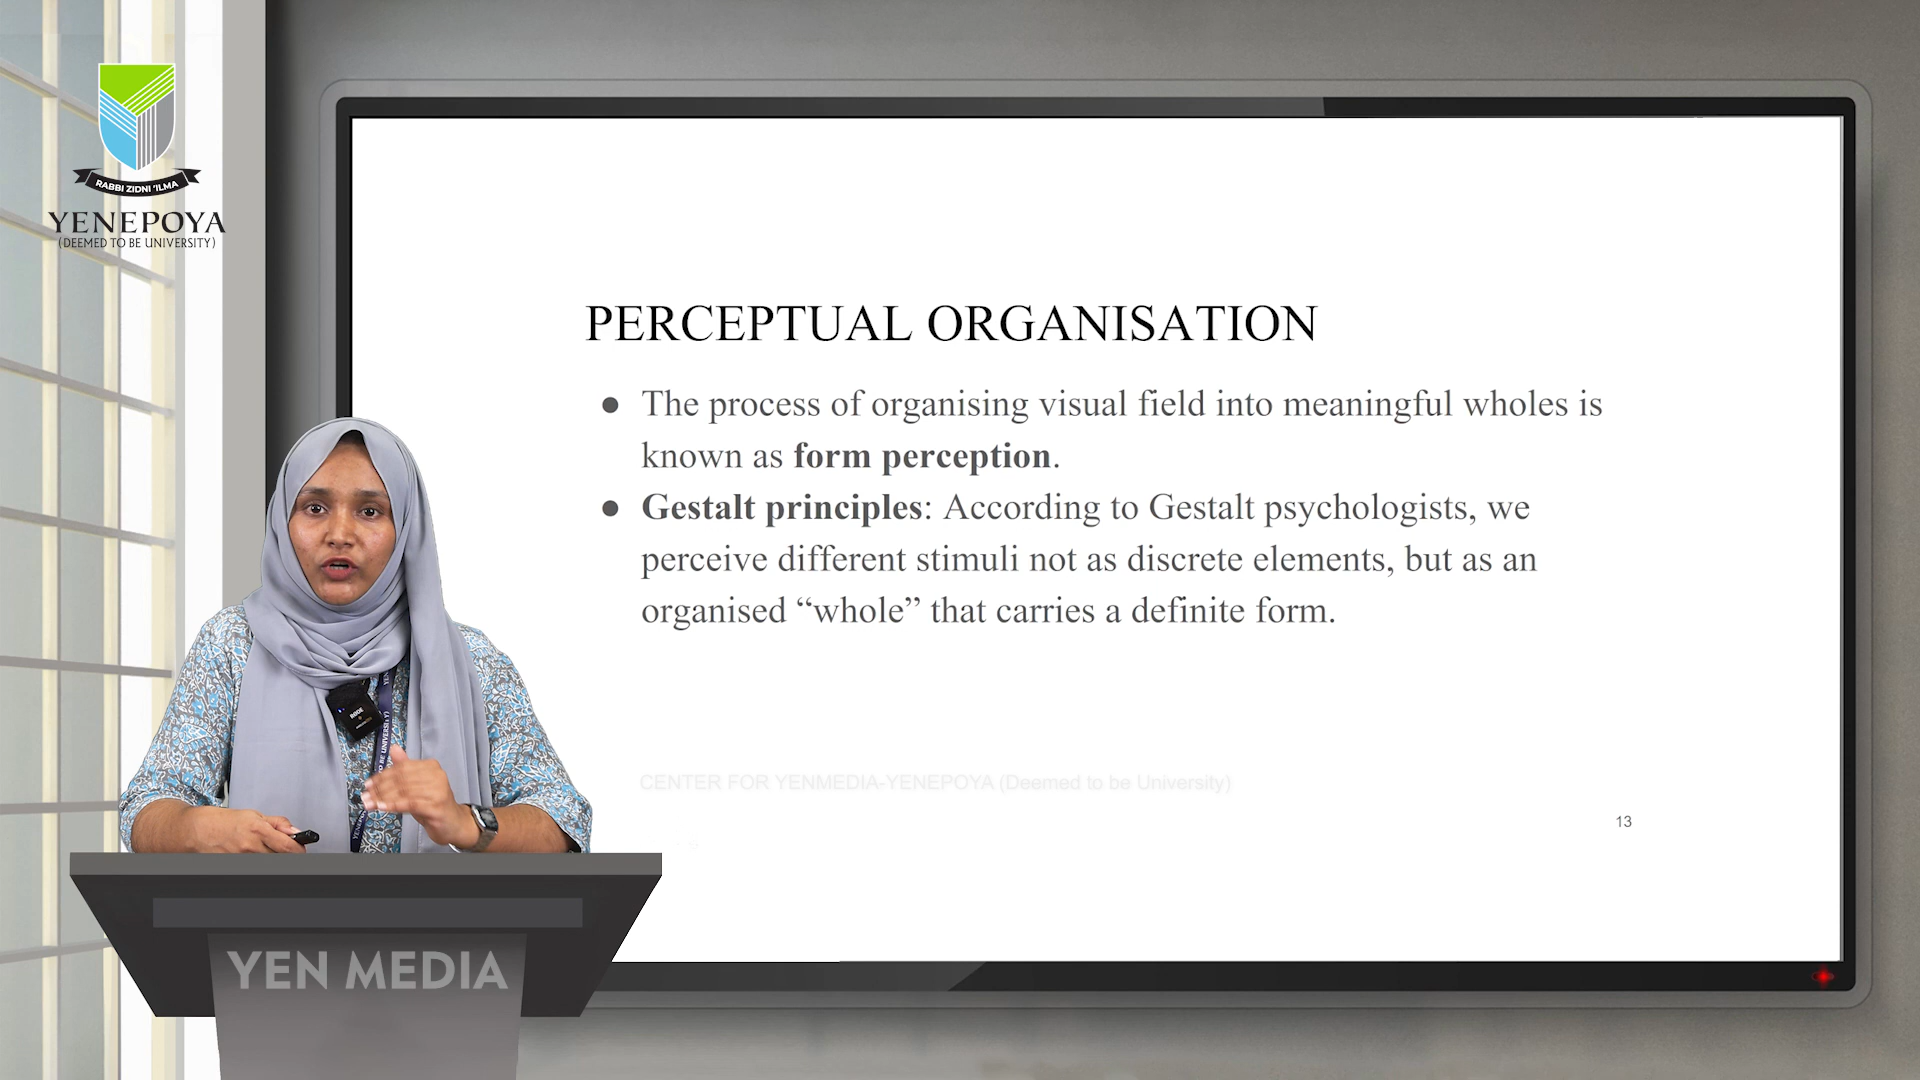 RABBI ZIDNI 'ILMA
YENEPOYA
(DEEMED TO BE UNIVERSITY)
PERCEPTUAL ORGANISATION
● The process of organising visual field into meaningful wholes is
known as form perception.
● Gestalt principles: According to Gestalt psychologists, we
perceive different stimuli not as discrete elements, but as an
organised “whole” that carries a definite form.
CENTER FOR YENMEDIA-YENEPOYA (Deemed to be University)
13
RODE
YEN MEDIA